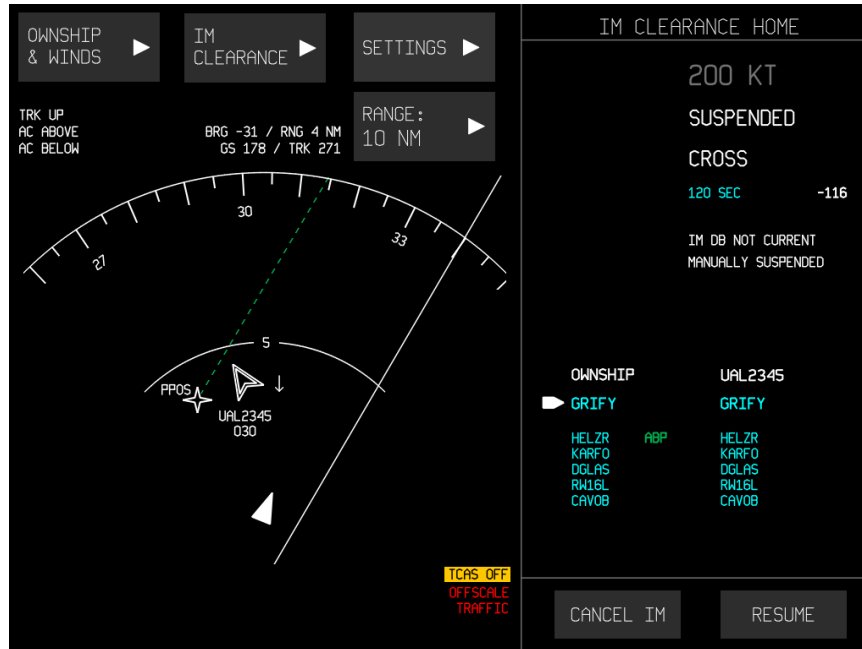 OWNSHIP
& WINDS
IM
CLEARANCE
SETTINGS
TRK UP
AC ABOVE
AC BELOW
BRG -31 / RNG 4 NM
GS 178 / TRK 271
RANGE:
10 NM
27
30
33
5
PPOS
UAL2345
030
TCAS OFF
OFFSCALE
TRAFFIC
IM CLEARANCE HOME
200 KT
SUSPENDED
CROSS
120 SEC -116
IM DB NOT CURRENT
MANUALLY SUSPENDED
OWNSHIP UAL2345
GRIFY GRIFY
HELZR ABP HELZR
KARFO KARFO
DGLAS DGLAS
RW16L RW16L
CAVOB CAVOB
CANCEL IM RESUME